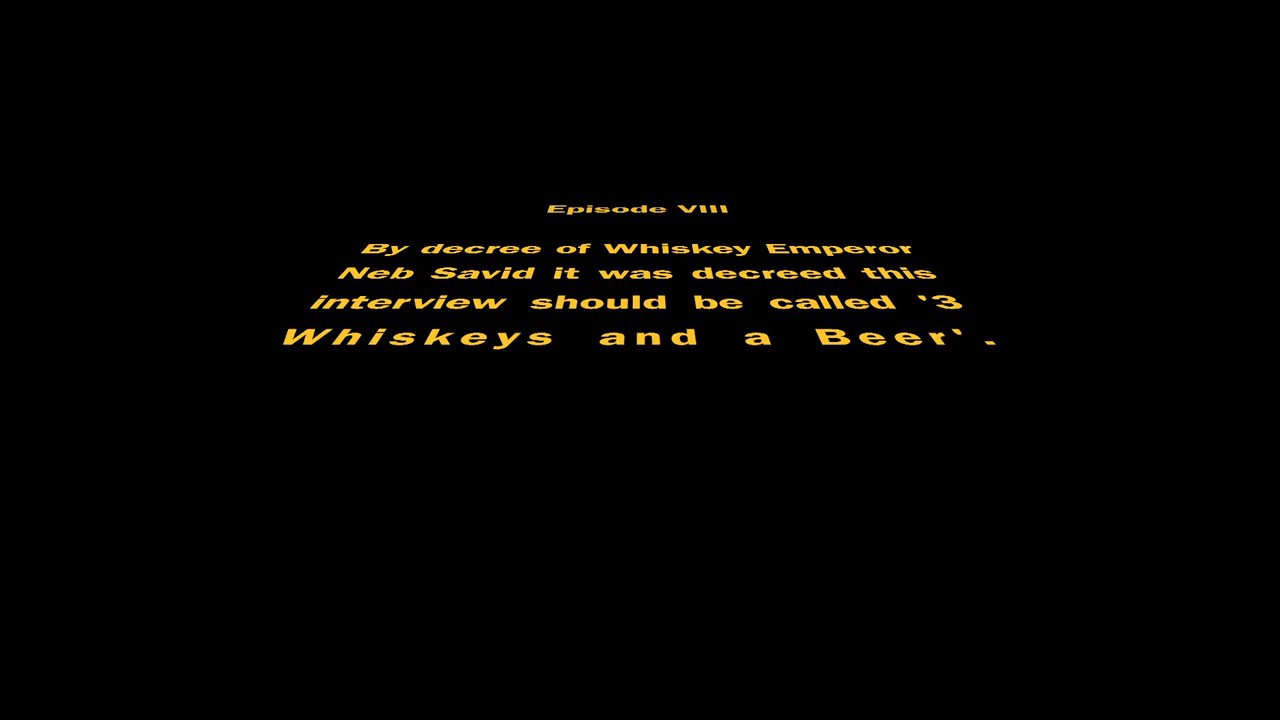 Episode VIII
By decree of Whiskey Emperor
Neb Savid it was decreed this
interview should be called '3
Whiskeys and a Beer'.